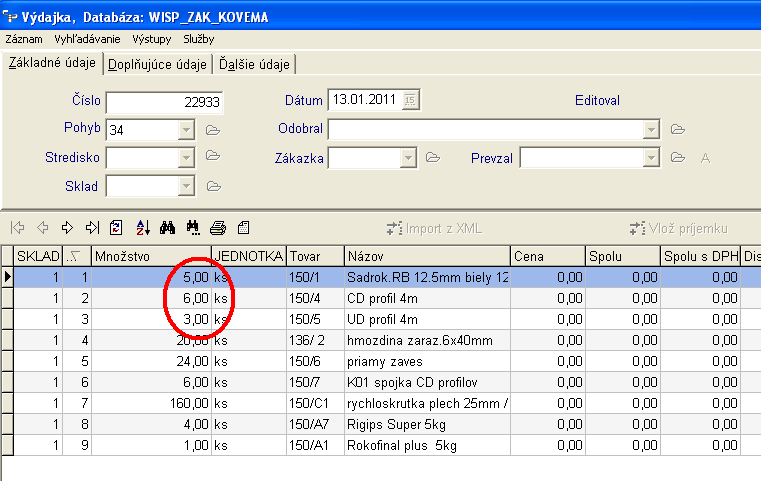 Výdajka, Databáza: WISP_ZAK_KOVEMA
Záznam Vyhľadávanie Výstupy Služby
Základné údaje Doplňujúce údaje Ďalšie údaje
Číslo 22933 Dátum 13.01.2011 15 Editoval
Pohyb 34 Odobral
Stredisko Zákazka Prevzal A
Sklad
Import z XML Vlož príjemku
SKLAD Množstvo JEDNOTKA Tovar Názov Cena Spolu Spolu s DPH Dis
1 1 5,00 ks 150/1 Sadrok.RB 12.5mm biely 12 0,00 0,00 0,00
1 2 6,00 ks 150/4 CD profil 4m 0,00 0,00 0,00
1 3 3,00 ks 150/5 UD profil 4m 0,00 0,00 0,00
1 4 20,00 ks 136/ 2 hmozdina zaraz.6x40mm 0,00 0,00 0,00
1 5 24,00 ks 150/6 priamy zaves 0,00 0,00 0,00
1 6 6,00 ks 150/7 K01 spojka CD profilov 0,00 0,00 0,00
1 7 160,00 ks 150/C1 rychloskrutka plech 25mm / 0,00 0,00 0,00
1 8 4,00 ks 150/A7 Rigips Super 5kg 0,00 0,00 0,00
1 9 1,00 ks 150/A1 Rokofinal plus 5kg 0,00 0,00 0,00